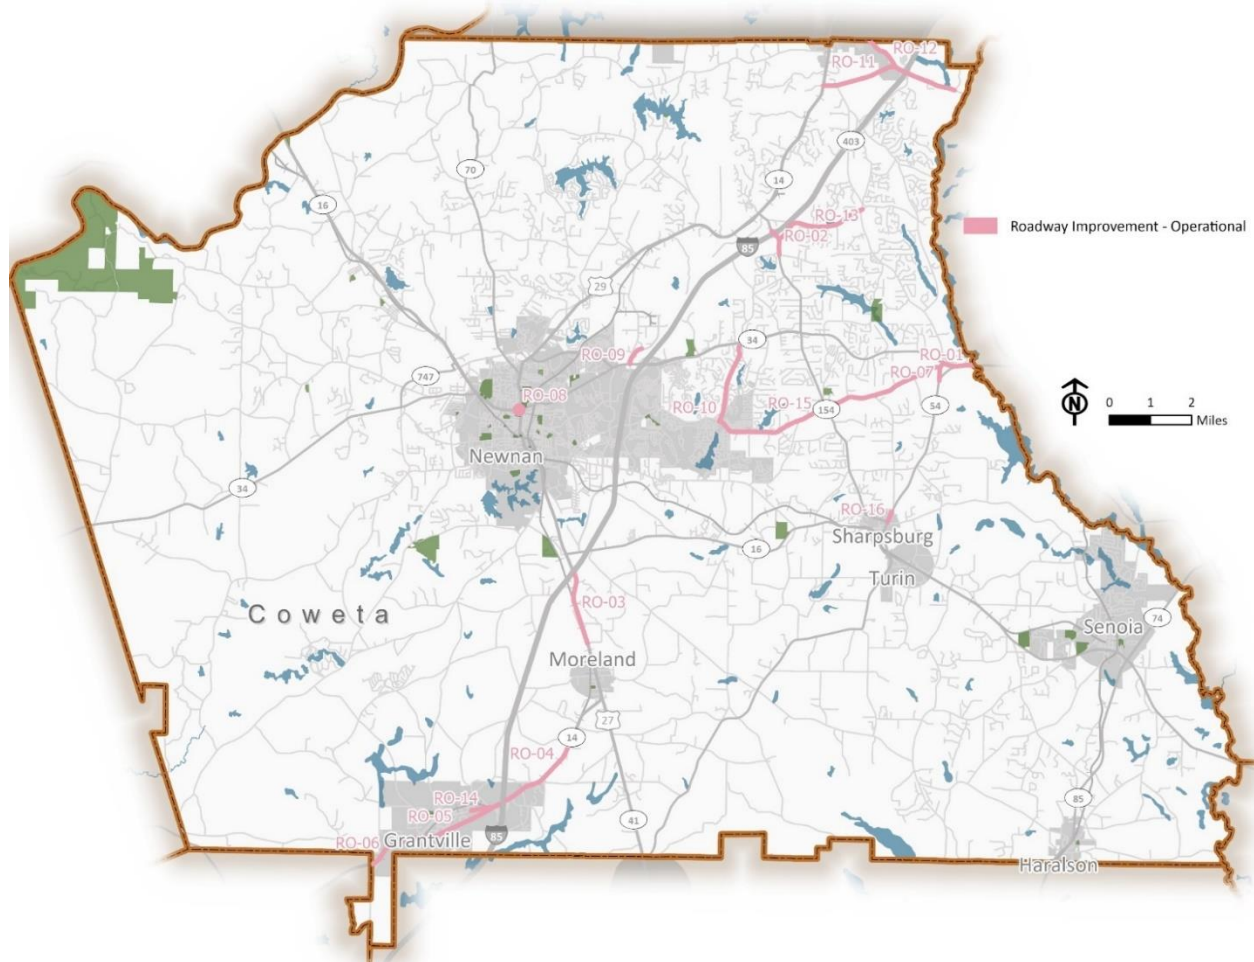 RO-12
RO-11
403
70
14
16
RO-13
Roadway Improvement - Operational
RO-02
85
29
34
RO-09
RO-01
747
RO-07
N
0 1 2
Miles
RO-08
RO-10
RO-15
154
54
Newnan
34
RO-16
Sharpsburg
16
Turin
RO-03
Coweta
74
Senoia
Moreland
27
14
RO-04
RO-14
85
RO-05
41
85
RO-06
Grantville
Haralson